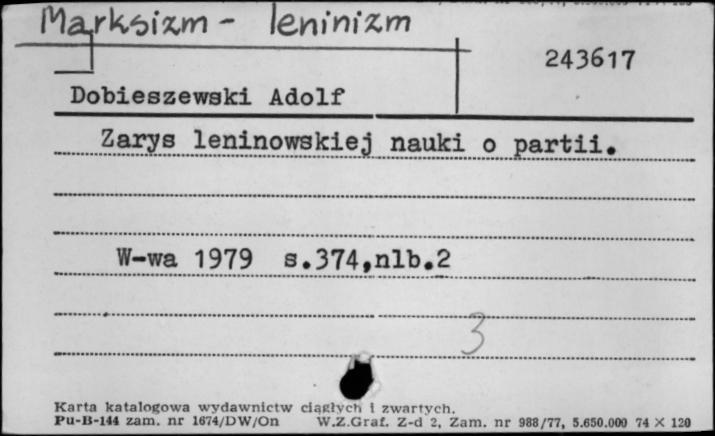 Marksizm - leninizm
243617
Dobieszewski Adolf
Zarys leninowskiej nauki o partii.
W-wa 1979 s.374,nlb.2
3
Karta katalogowa wydawnictw ciągłych i zwartych.
Pu-B-144 zam. nr 1674/DW/On W.Z.Graf. Z-d 2, Zam. nr 988/77, 5.650.000 74 × 120